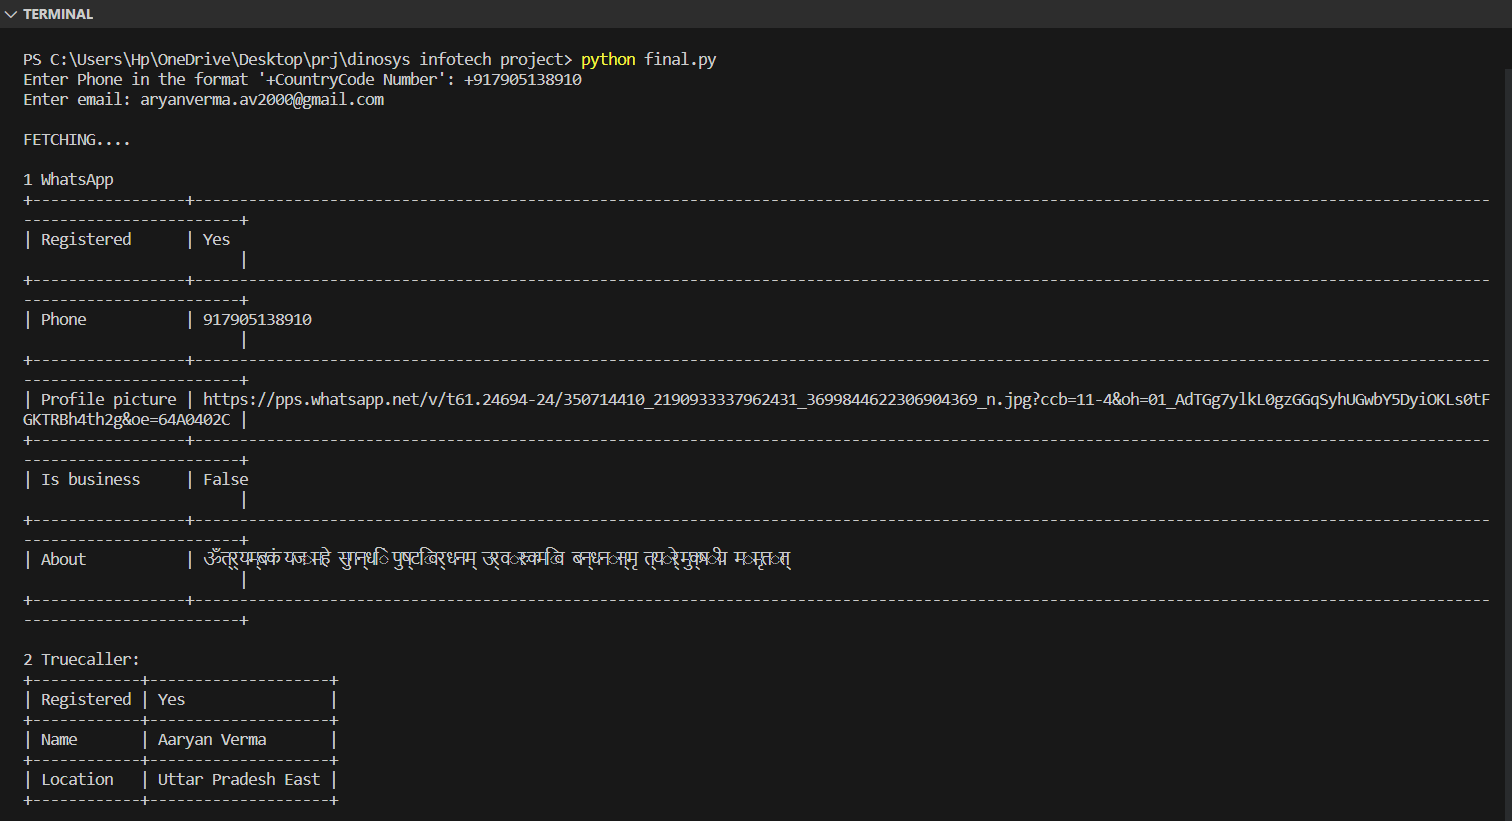 TERMINAL
PS C:\Users\Hp\OneDrive\Desktop\prj\dinosys infotech project> python final.py
Enter Phone in the format '+CountryCode Number': +917905138910
Enter email: aryanverma.av2000@gmail.com
FETCHING....
1 WhatsApp
| Registered | Yes |
| Phone | 917905138910 |
| Profile picture | https://pps.whatsapp.net/v/t61.24694-24/350714410_2190933337962431_3699844622306904369_n.jpg?ccb=11-4&oh=01_AdTGg7ylkL0gzGGqSyhUGwbY5DyiOKLs0tF
GKTRBh4th2g&oe=64A0402C |
| Is business | False |
| About | ॐ त्र्यम्बकं यजामहे सुगन्धिं पुष्टिवर्धनम् उर्वारुकमिव बन्धनान् मृत्योर्मुक्षीय मामृतात् |
2 Truecaller:
| Registered | Yes |
| Name | Aaryan Verma |
| Location | Uttar Pradesh East |